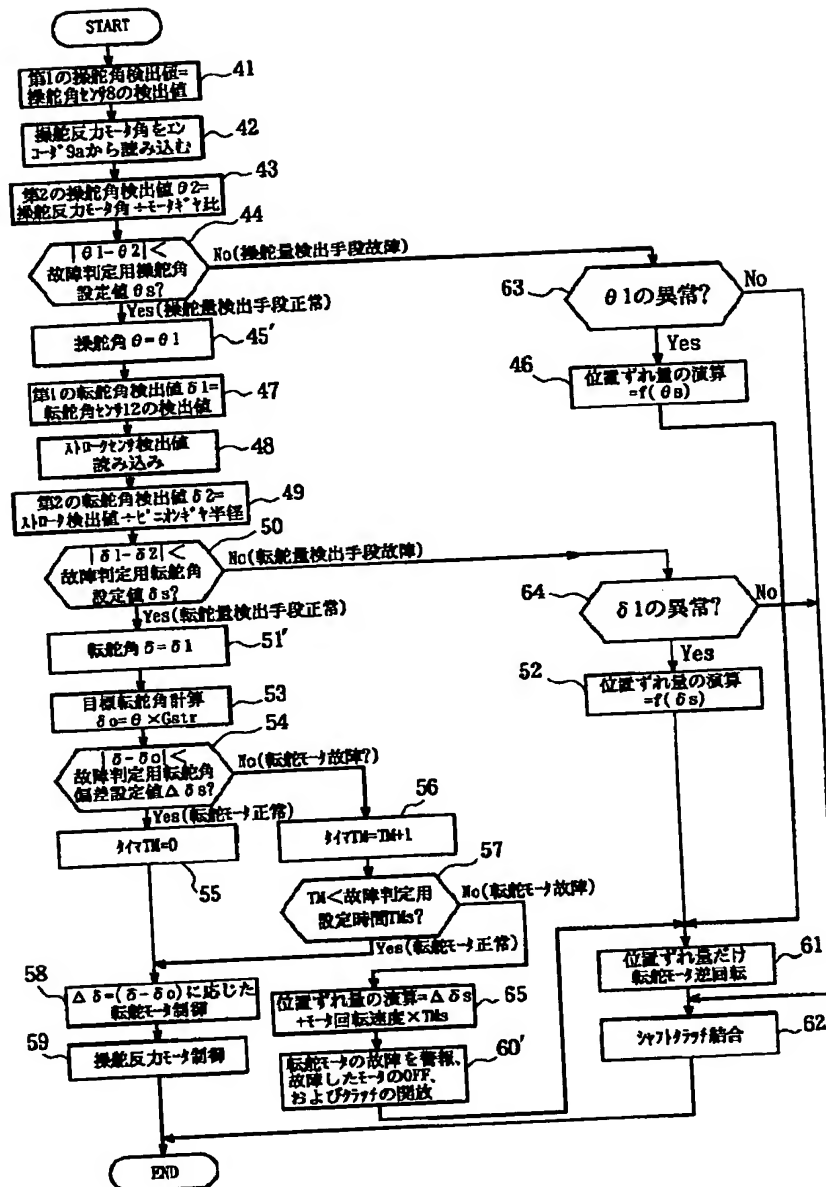 START
第1の操舵角検出値=
操舵角ｾﾝｻ8の検出値
41
操舵反力ﾓｰﾀ角をｴﾝ
ｺｰﾀﾞ9aから読み込む
42
第2の操舵角検出値θ2=
操舵反力ﾓｰﾀ角÷ﾓｰﾀｷﾞﾔ比
43
|θ1-θ2|<
故障判定用操舵角
設定値θs?
44
No(操舵量検出手段故障)
Yes(操舵量検出手段正常)
63
θ1の異常?
No
Yes
操舵角θ=θ1
45′
46
位置ずれ量の演算
=f(θs)
第1の転舵角検出値δ1=
転舵角ｾﾝｻ12の検出値
47
ｽﾄﾛｰｸｾﾝｻ検出値
読み込み
48
第2の転舵角検出値δ2=
ｽﾄﾛｰｸ検出値÷ﾋﾟﾆｵﾝｷﾞﾔ半径
49
|δ1-δ2|<
故障判定用転舵角
設定値δs?
50
No(転舵量検出手段故障)
Yes(転舵量検出手段正常)
64
δ1の異常?
No
Yes
転舵角δ=δ1
51′
52
位置ずれ量の演算
=f(δs)
目標転舵角計算
δo=θ×Gstr
53
|δ-δo|<
故障判定用転舵角
偏差設定値Δδs?
54
No(転舵ﾓｰﾀ故障?)
Yes(転舵ﾓｰﾀ正常)
ﾀｲﾏTM=0
55
56
ﾀｲﾏTM=TM+1
57
TM<故障判定用
設定時間TMs?
No(転舵ﾓｰﾀ故障)
Yes(転舵ﾓｰﾀ正常)
58
Δδ=(δ-δo)に応じた
転舵ﾓｰﾀ制御
59
操舵反力ﾓｰﾀ制御
位置ずれ量の演算=Δδs
+ﾓｰﾀ回転速度×TMs
65
転舵ﾓｰﾀの故障を警報、
故障したﾓｰﾀのOFF、
およびｸﾗｯﾁの開放
60′
位置ずれ量だけ
転舵ﾓｰﾀ逆回転
61
ｼｬﾌﾄｸﾗｯﾁ結合
62
END